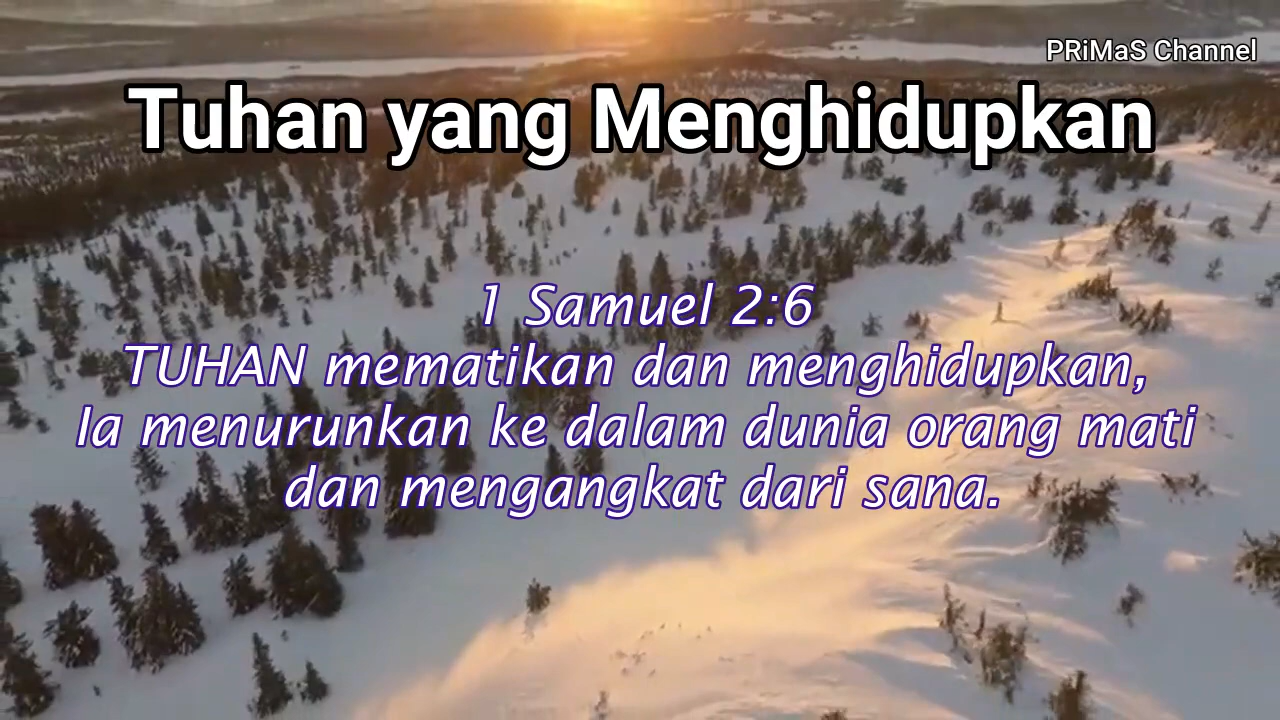 PRiMaS Channel
Tuhan yang Menghidupkan
1 Samuel 2:6
TUHAN mematikan dan menghidupkan,
Ia menurunkan ke dalam dunia orang mati
dan mengangkat dari sana.